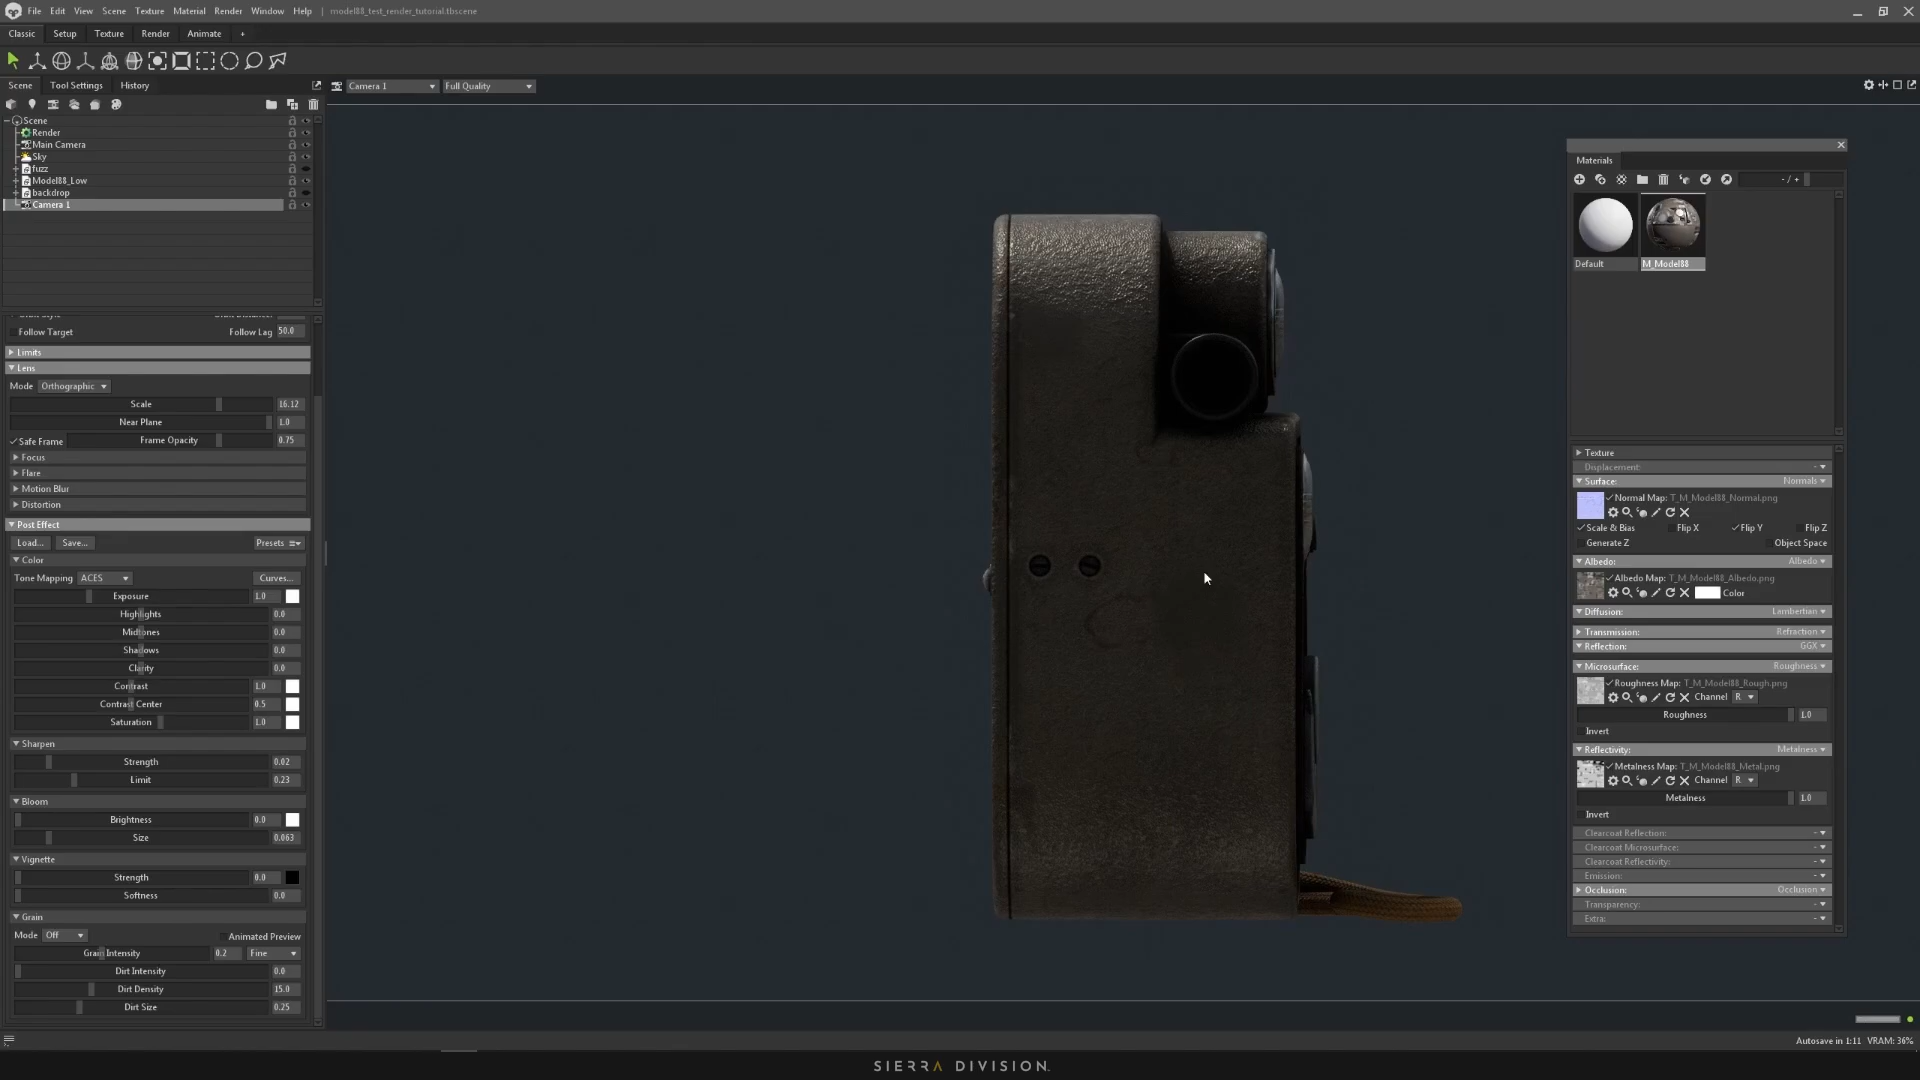 File Edit View Scene Texture Material Render Window Help | model88_test_render_tutorial.tbscene
Classic Setup Texture Render Animate +
Scene Tool Settings History
Camera 1 Full Quality
Scene
Render
Main Camera
Sky
fuzz
Model88_Low
backdrop
Camera 1
Follow Target Follow Lag 50.0
Limits
Lens
Mode Orthographic
Scale 16.12
Near Plane 1.0
Safe Frame Frame Opacity 0.75
Focus
Flare
Motion Blur
Distortion
Post Effect
Load... Save... Presets
Color
Tone Mapping ACES Curves...
Exposure 1.0
Highlights 0.0
Midtones 0.0
Shadows 0.0
Clarity 0.0
Contrast 1.0
Contrast Center 0.5
Saturation 1.0
Sharpen
Strength 0.02
Limit 0.23
Bloom
Brightness 0.0
Size 0.063
Vignette
Strength 0.0
Softness 0.0
Grain
Mode Off Animated Preview
Grain Intensity 0.2 Fine
Dirt Intensity 0.0
Dirt Density 15.0
Dirt Size 0.25
Materials
- / +
Default M_Model88
Texture
Displacement: -
Surface: Normals
Normal Map: T_M_Model88_Normal.png
Scale & Bias Flip X Flip Y Flip Z
Generate Z Object Space
Albedo: Albedo
Albedo Map: T_M_Model88_Albedo.png
Color
Diffusion: Lambertian
Transmission: Refraction
Reflection: GGX
Microsurface: Roughness
Roughness Map: T_M_Model88_Rough.png
Channel R
Roughness 1.0
Invert
Reflectivity: Metalness
Metalness Map: T_M_Model88_Metal.png
Channel R
Metalness 1.0
Invert
Clearcoat Reflection: -
Clearcoat Microsurface: -
Clearcoat Reflectivity: -
Emission: -
Occlusion: Occlusion
Transparency: -
Extra: -
Autosave in 1:11 VRAM: 36%
SIERRA DIVISION